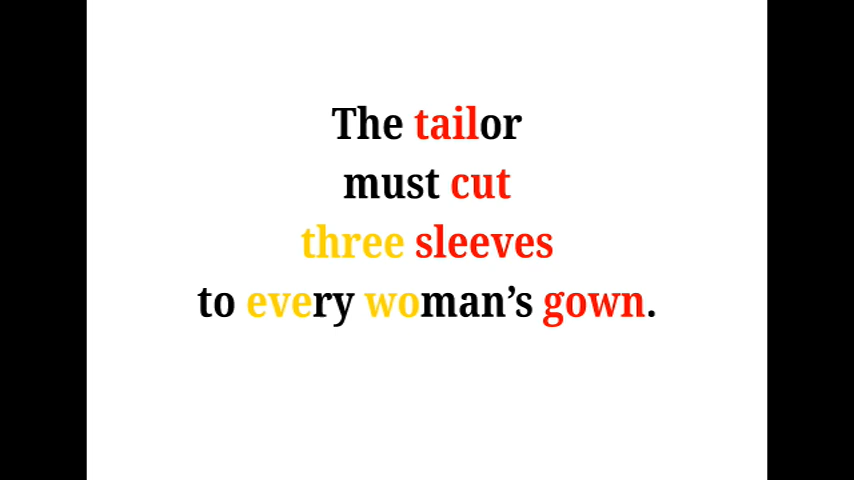 The tailor
must cut
three sleeves
to every woman’s gown.